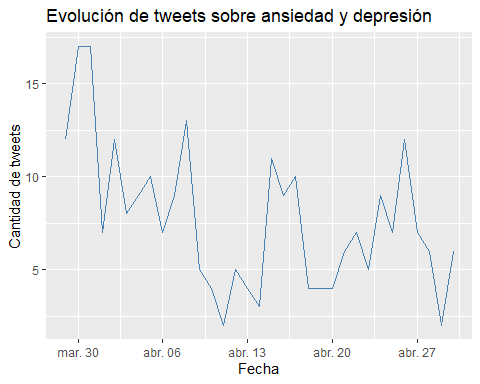 Evolución de tweets sobre ansiedad y depresión
Cantidad de tweets
15
10
5
mar. 30
abr. 06
abr. 13
abr. 20
abr. 27
Fecha